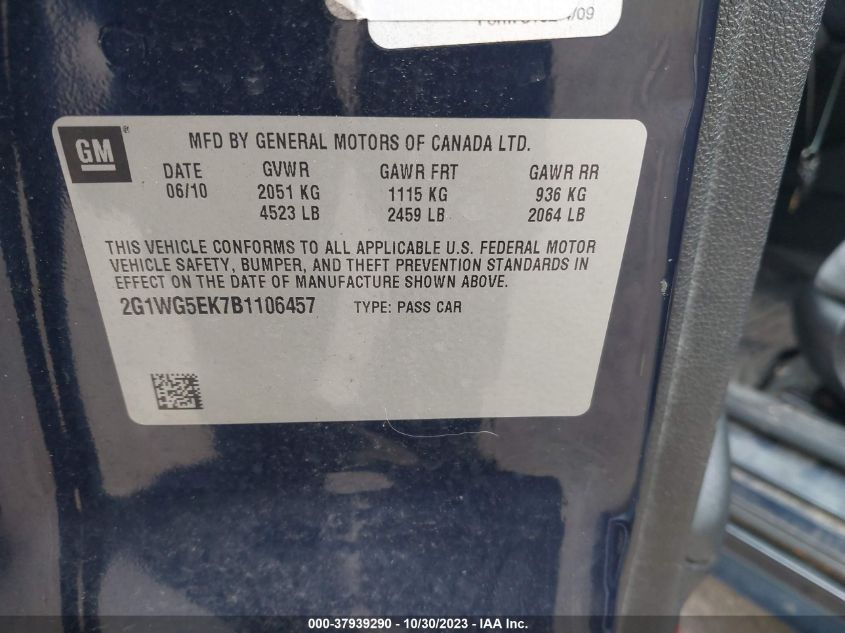 /09
GM
MFD BY GENERAL MOTORS OF CANADA LTD.
DATE GVWR GAWR FRT GAWR RR
06/10 2051 KG 1115 KG 936 KG
4523 LB 2459 LB 2064 LB
THIS VEHICLE CONFORMS TO ALL APPLICABLE U.S. FEDERAL MOTOR
VEHICLE SAFETY, BUMPER, AND THEFT PREVENTION STANDARDS IN
EFFECT ON THE DATE OF MANUFACTURE SHOWN ABOVE.
2G1WG5EK7B1106457 TYPE: PASS CAR
000-37939290 - 10/30/2023 - IAA Inc.